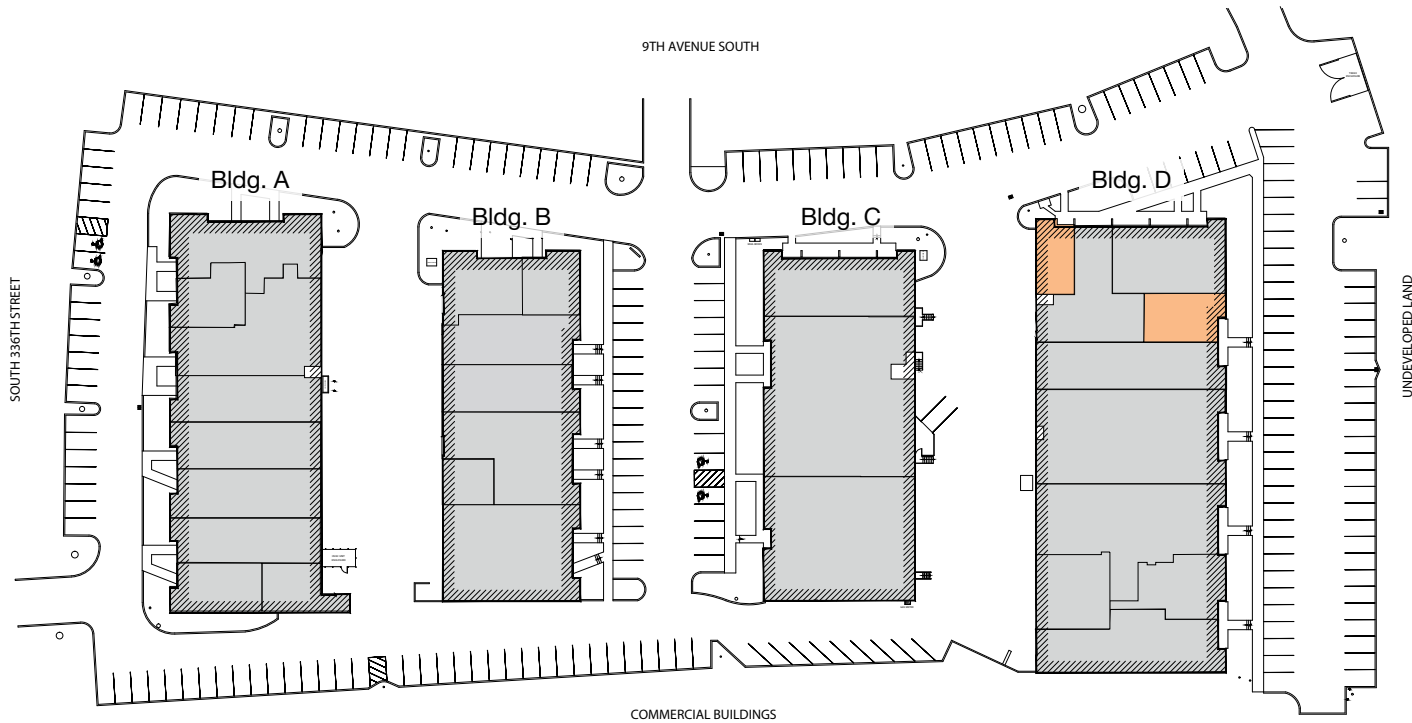 9TH AVENUE SOUTH
Bldg. A
Bldg. B
Bldg. C
Bldg. D
SOUTH 336TH STREET
UNDEVELOPED LAND
COMMERCIAL BUILDINGS